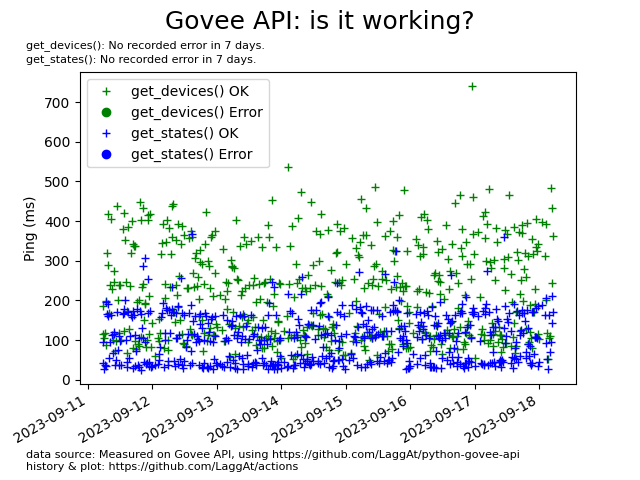 Govee API: is it working?
get_devices(): No recorded error in 7 days.
get_states(): No recorded error in 7 days.
get_devices() OK
get_devices() Error
get_states() OK
get_states() Error
Ping (ms)
700
600
500
400
300
200
100
0
2023-09-11
2023-09-12
2023-09-13
2023-09-14
2023-09-15
2023-09-16
2023-09-17
2023-09-18
data source: Measured on Govee API, using https://github.com/LaggAt/python-govee-api
history & plot: https://github.com/LaggAt/actions